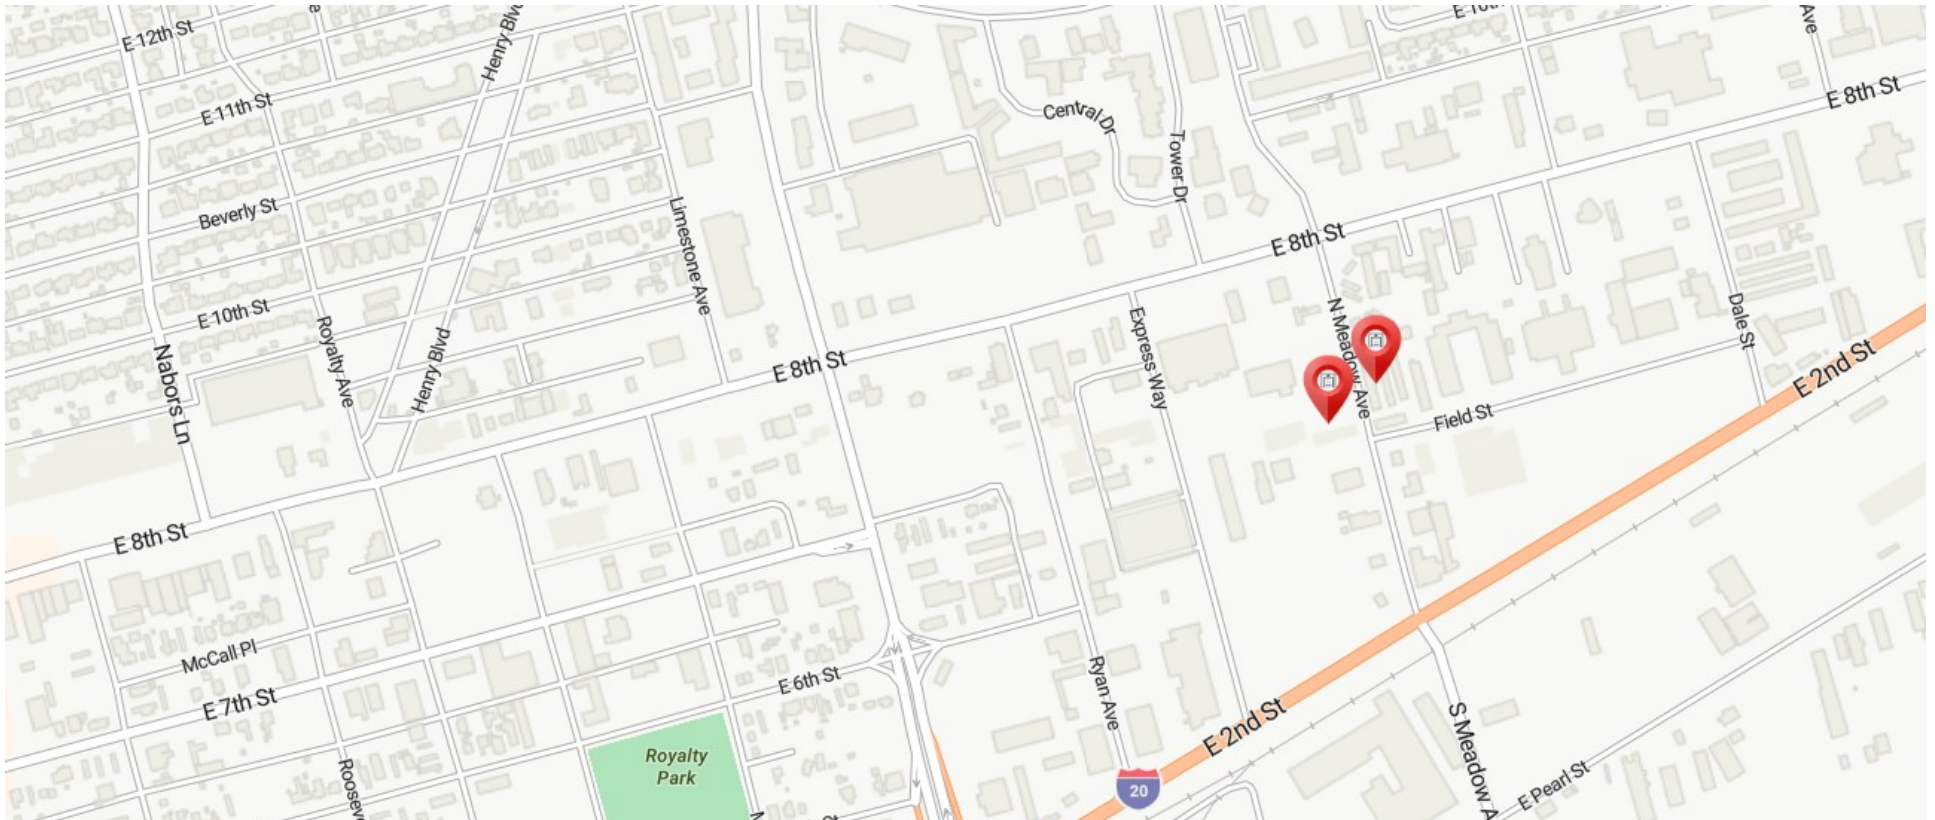 E 12th St
Henry Blvd
Ave
E 11th St
Central Dr
Tower Dr
E 8th St
Beverly St
Limestone Ave
E 8th St
E 10th St
Royalty Ave
Henry Blvd
N Meadow Ave
Express Way
Dale St
E 2nd St
Nabors Ln
E 8th St
Field St
E 8th St
McCall Pl
E 7th St
E 6th St
Ryan Ave
E 2nd St
S Meadow A
Royalty
Park
Roosev
20
E Pearl St